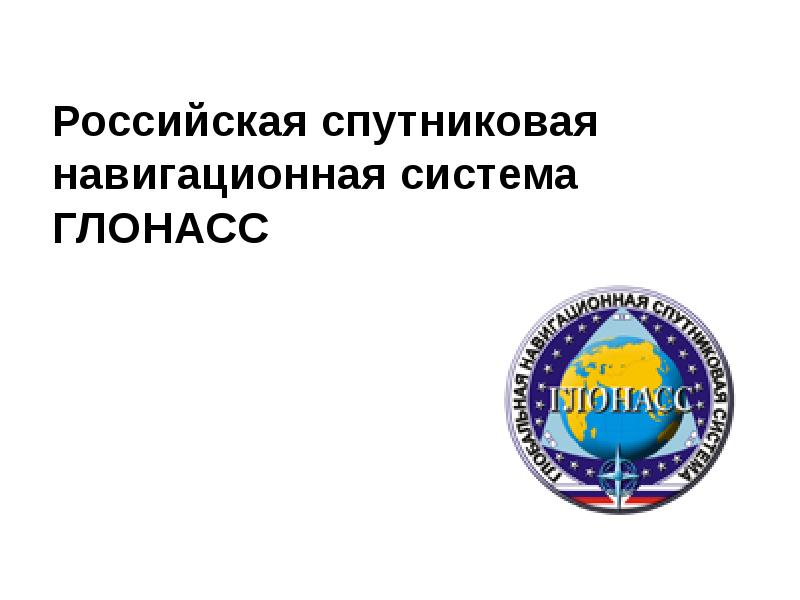 Российская спутниковая
навигационная система
ГЛОНАСС
ГЛОБАЛЬНАЯ НАВИГАЦИОННАЯ СПУТНИКОВАЯ СИСТЕМА
ГЛОНАСС